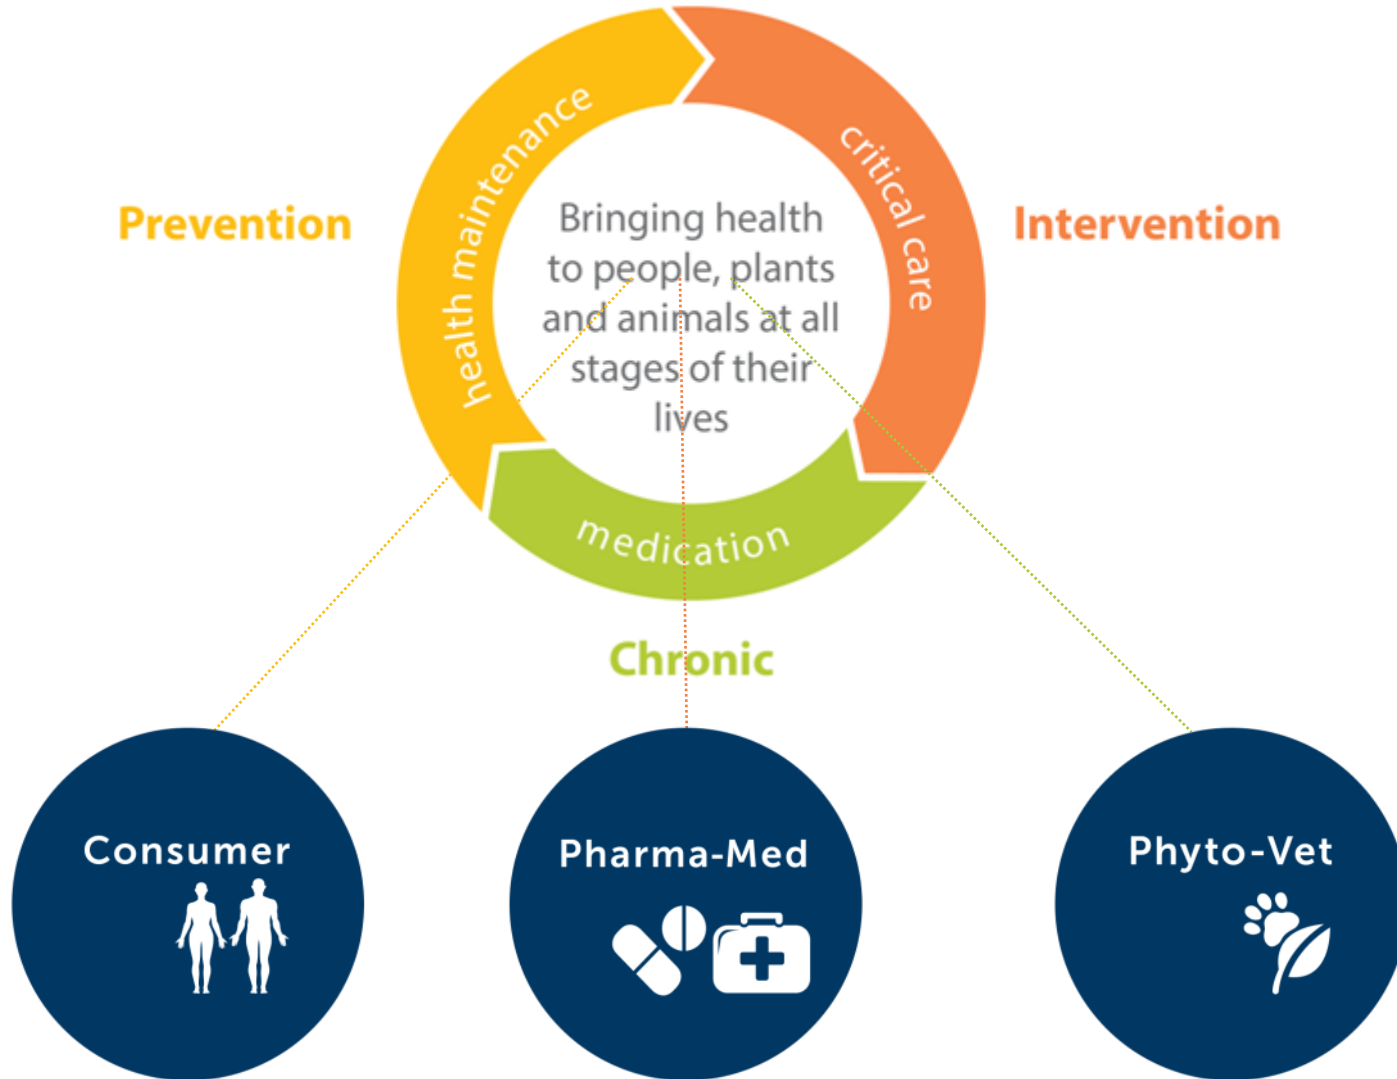 health maintenance
critical care
Prevention
Intervention
Bringing health
to people, plants
and animals at all
stages of their
lives
medication
Chronic
Consumer
Pharma-Med
Phyto-Vet